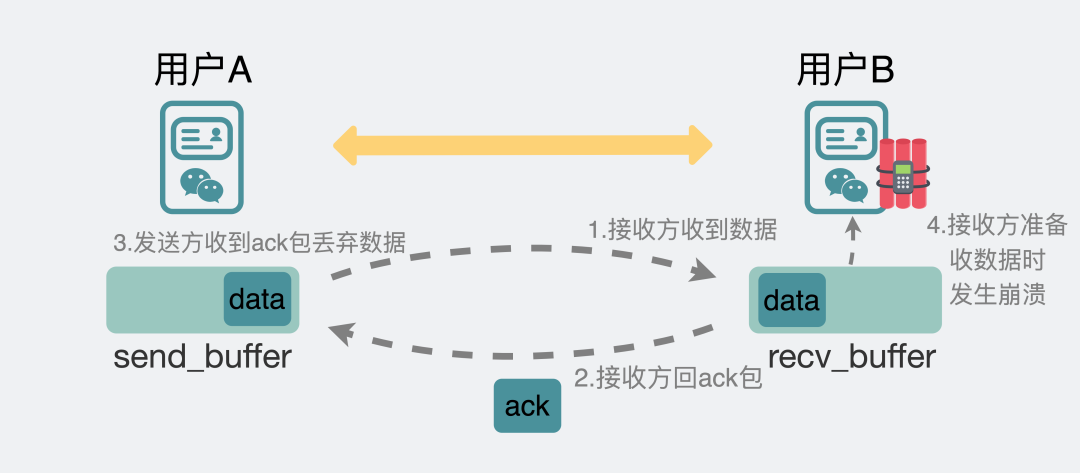 用户A
用户B
1.接收方收到数据
3.发送方收到ack包丢弃数据
4.接收方准备
收数据时
发生崩溃
data
data
send_buffer
recv_buffer
2.接收方回ack包
ack